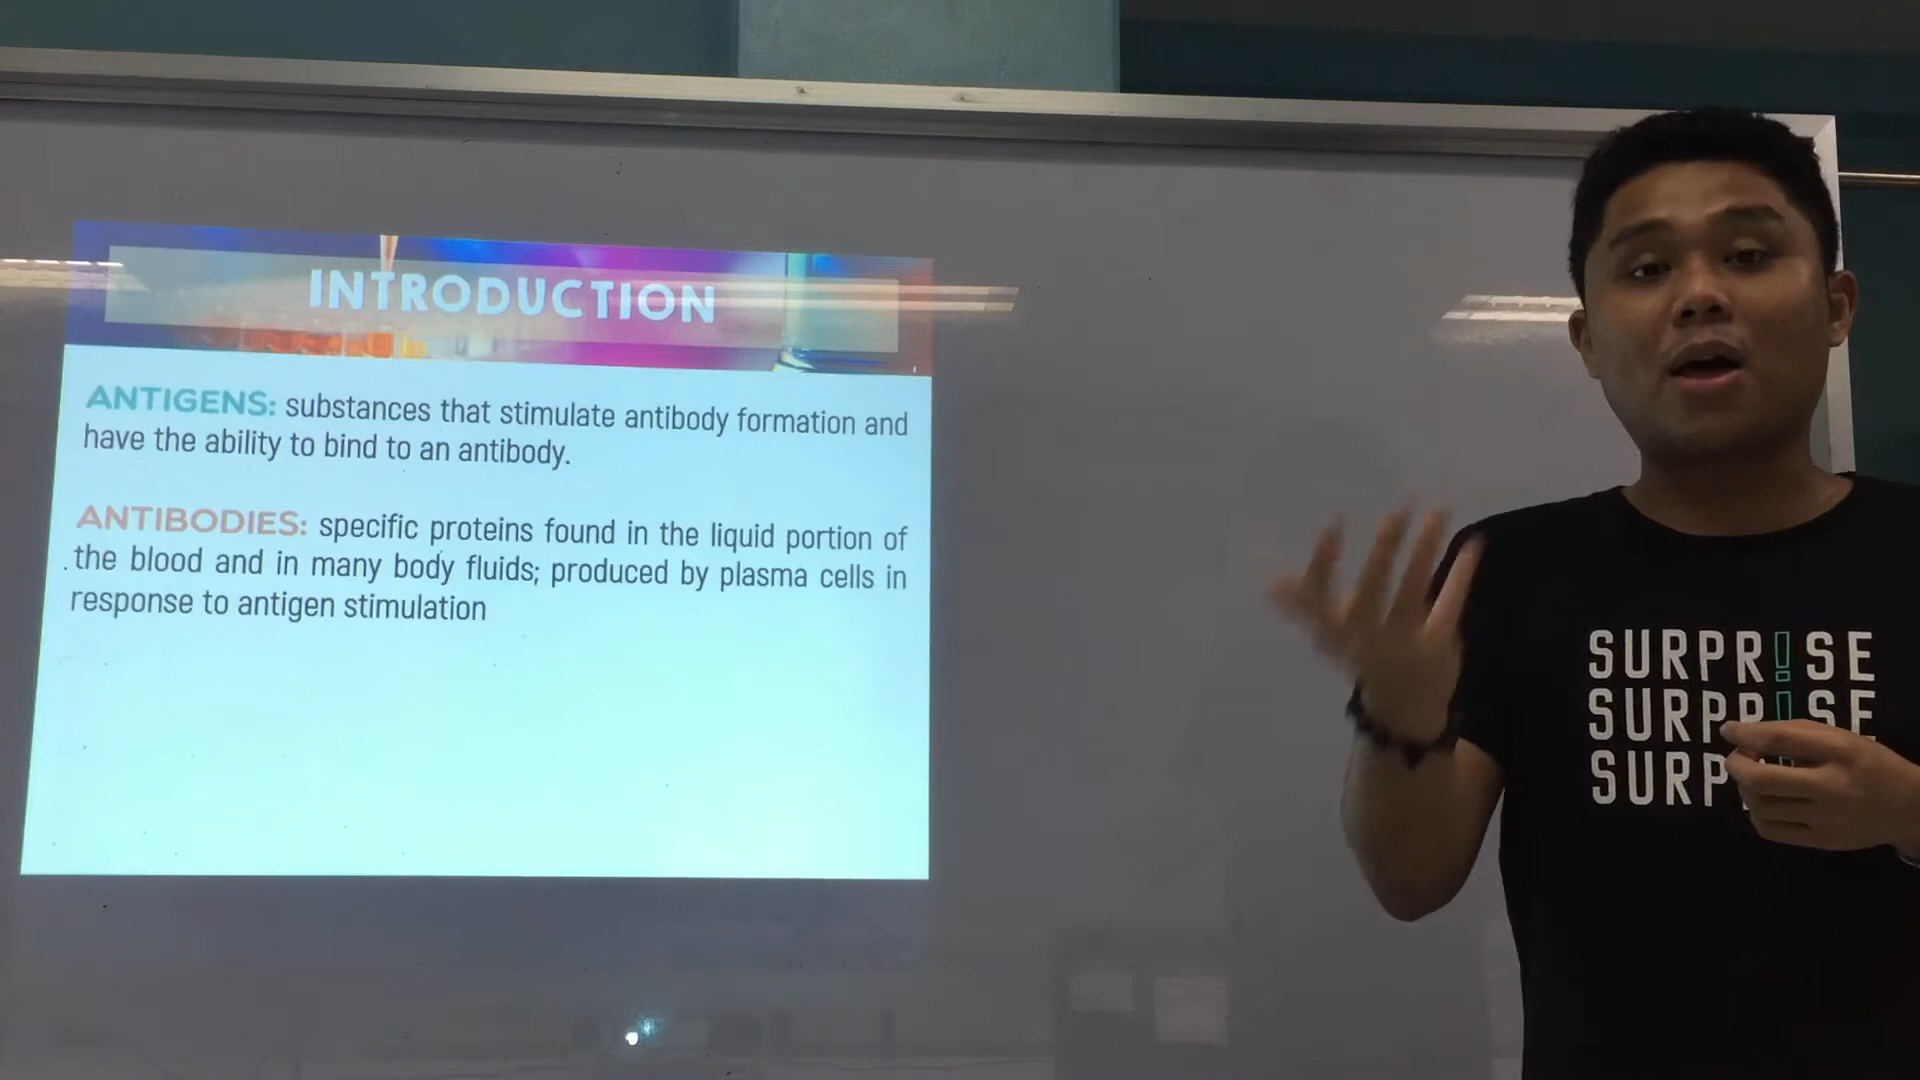 INTRODUCTION
ANTIGENS: substances that stimulate antibody formation and
have the ability to bind to an antibody.
ANTIBODIES: specific proteins found in the liquid portion of
the blood and in many body fluids; produced by plasma cells in
response to antigen stimulation
SURPR!SE
SURPR!SE
SURP